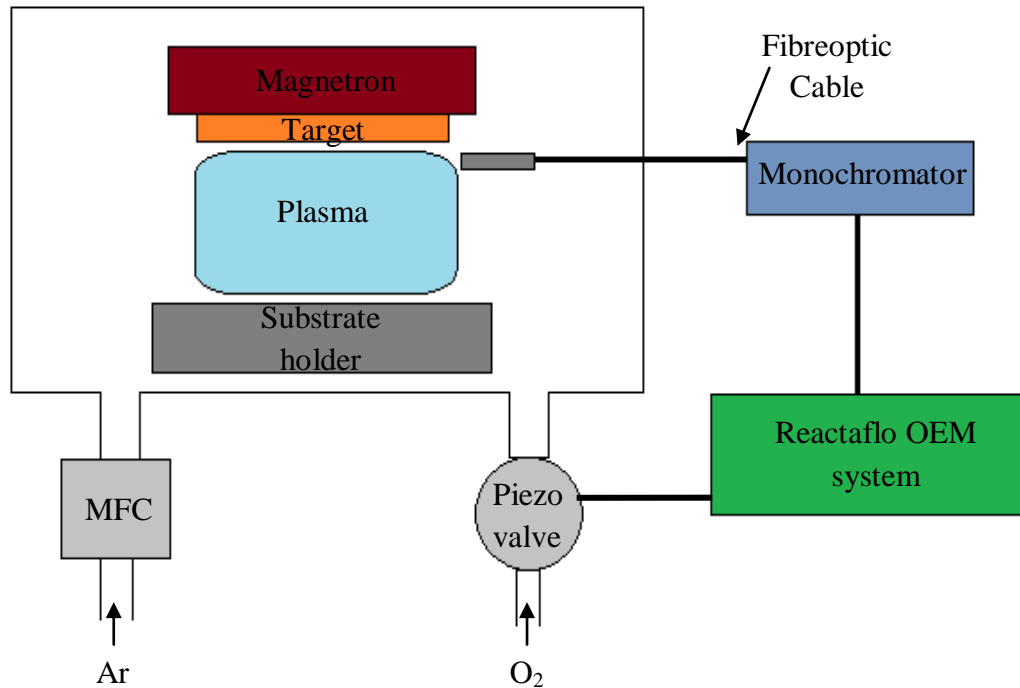 Fibreoptic
Cable
Magnetron
Target
Monochromator
Plasma
Substrate
holder
Reactaflo OEM
system
MFC
Piezo
valve
Ar
O₂